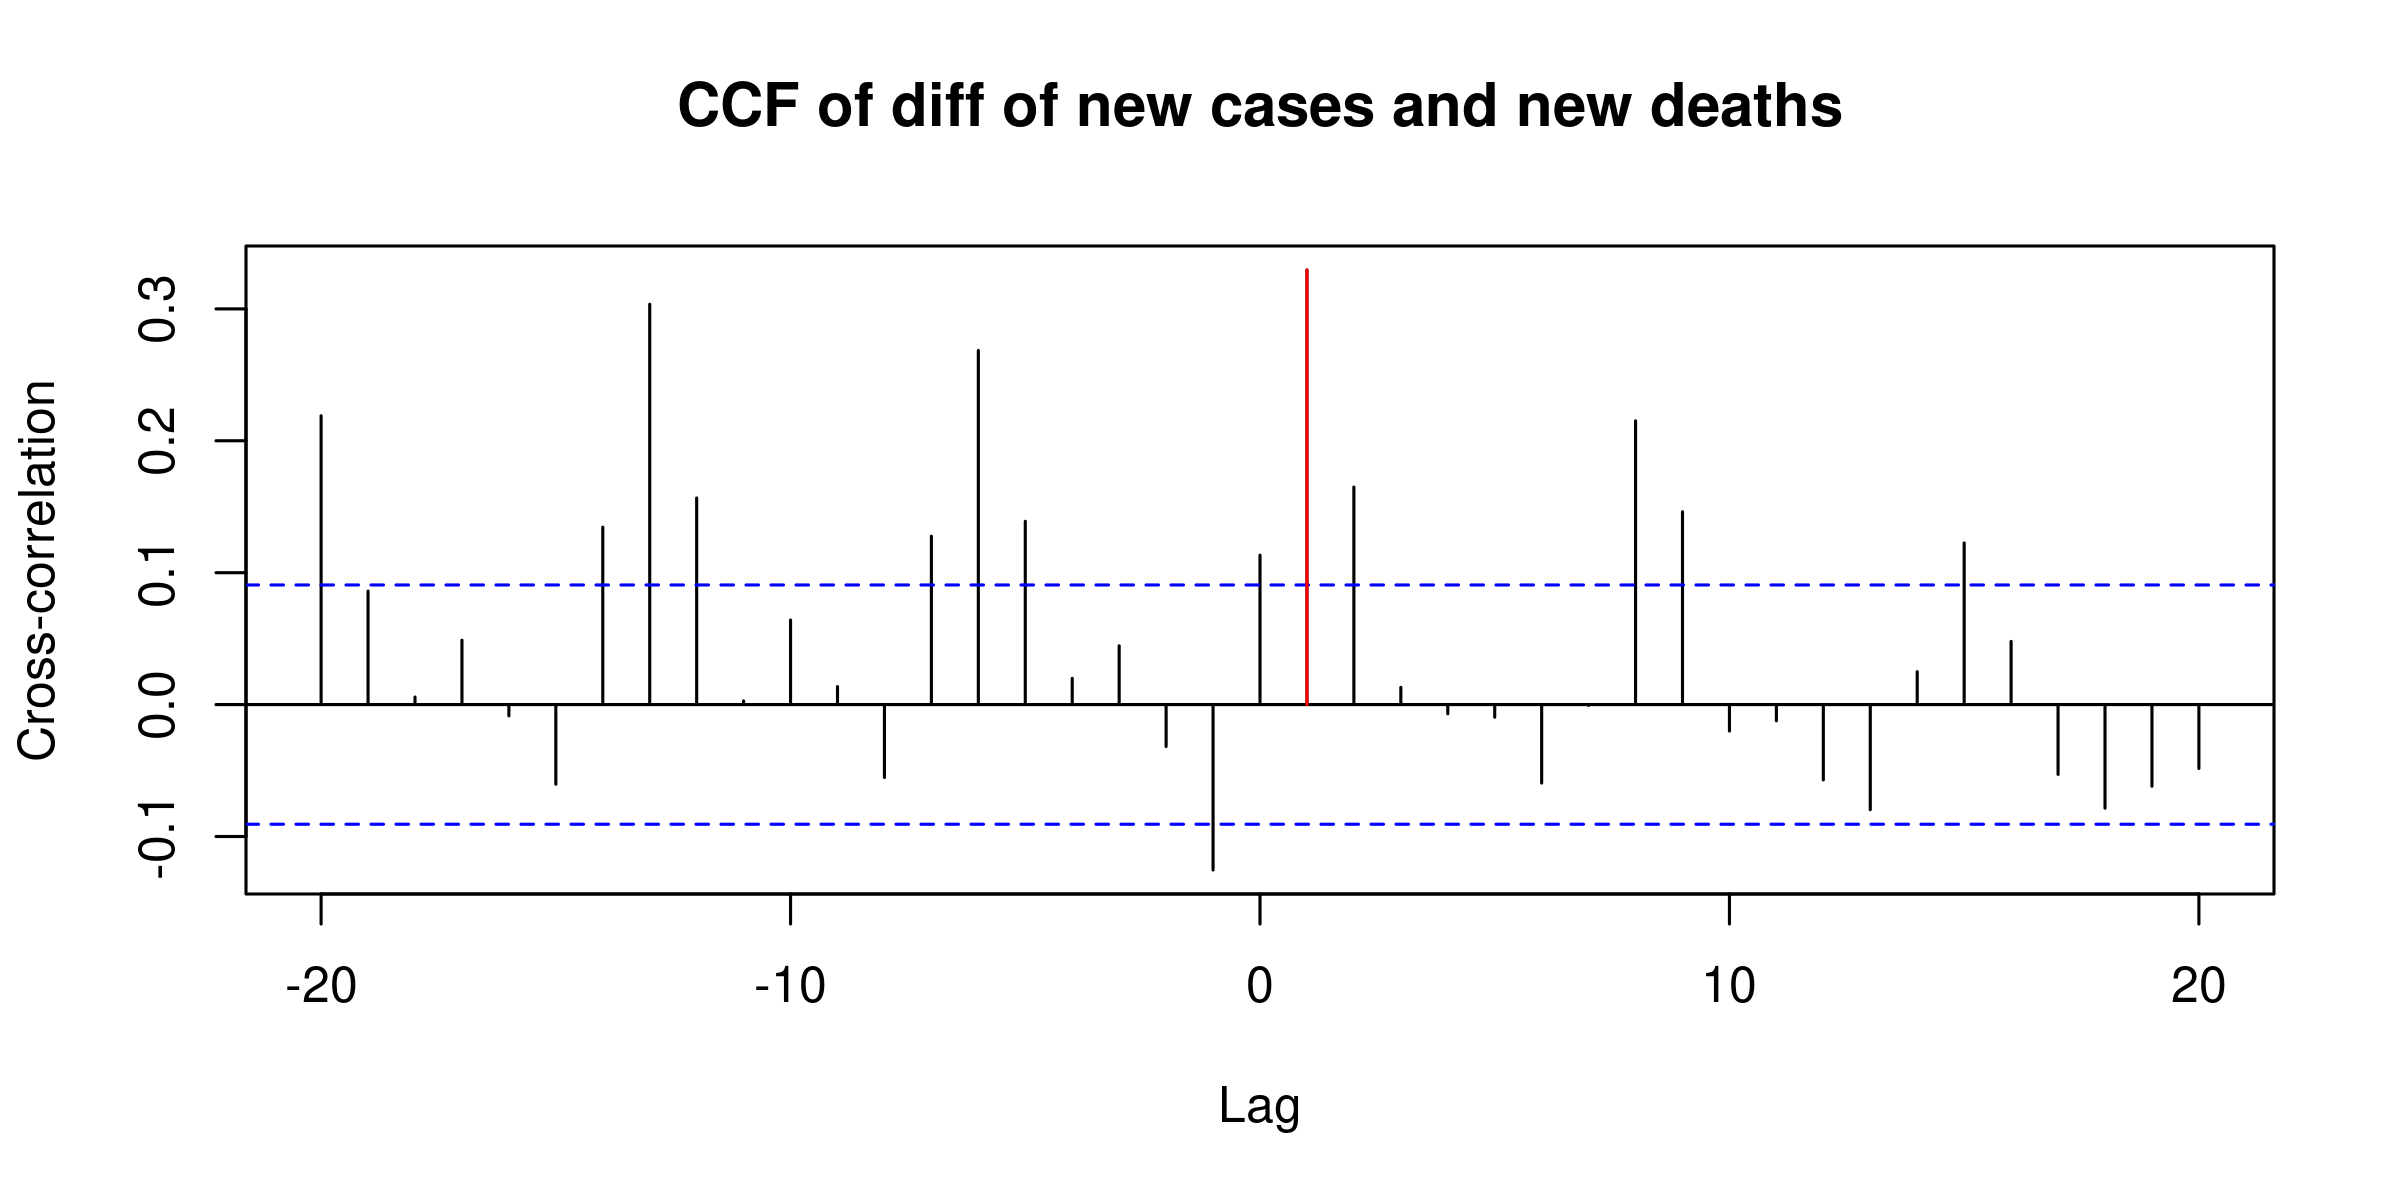 CCF of diff of new cases and new deaths
Cross-correlation
0.3
0.2
0.1
0.0
-0.1
-20 -10 0 10 20
Lag